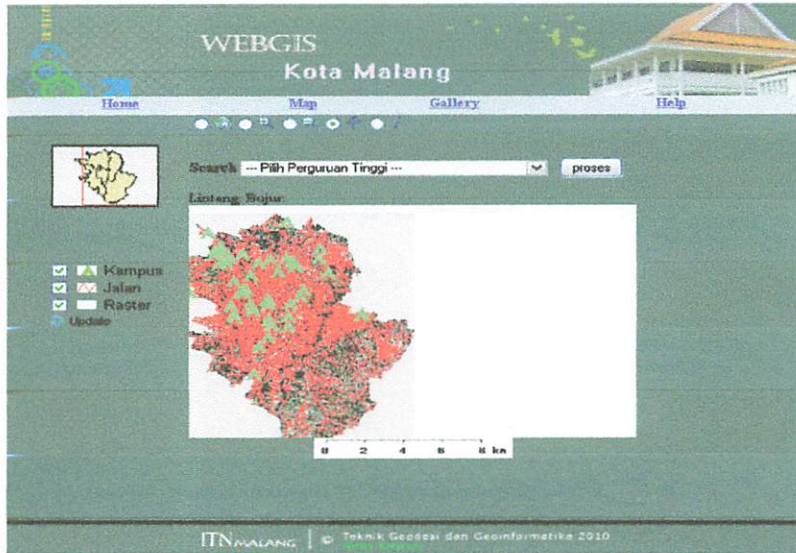 WEBGIS
Kota Malang
Home Map Gallery Help
Search --- Pilih Perguruan Tinggi --- proses
Lintang Bujur
Kampus
Jalan
Raster
Update
0 2 4 6 8 km
ITN MALANG © Teknik Geodesi dan Geoinformatika 2010